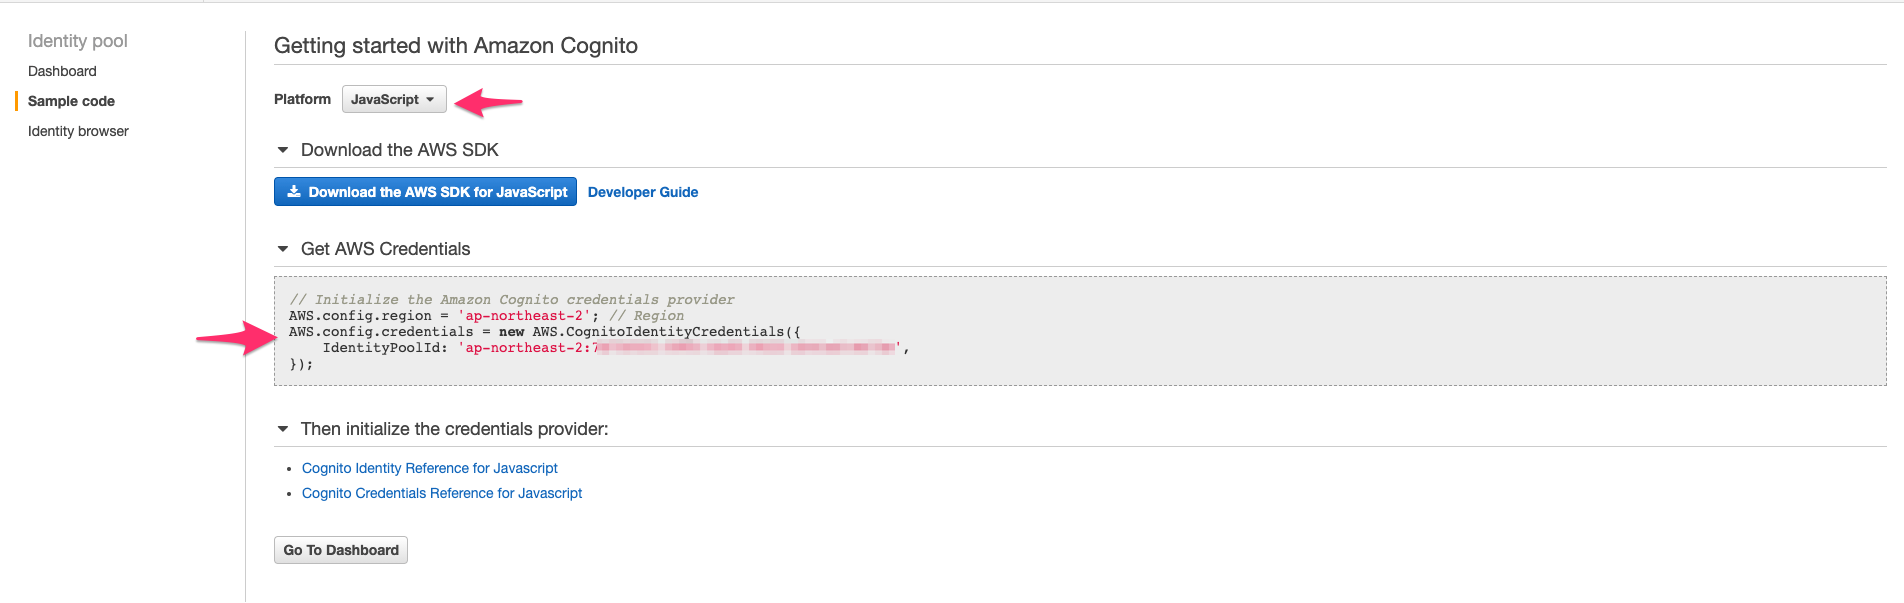 Identity pool
Dashboard
Sample code
Identity browser
Getting started with Amazon Cognito
Platform JavaScript
Download the AWS SDK
Download the AWS SDK for JavaScript Developer Guide
Get AWS Credentials
// Initialize the Amazon Cognito credentials provider
AWS.config.region = 'ap-northeast-2'; // Region
AWS.config.credentials = new AWS.CognitoIdentityCredentials({
IdentityPoolId: 'ap-northeast-2:7',
});
Then initialize the credentials provider:
Cognito Identity Reference for Javascript
Cognito Credentials Reference for Javascript
Go To Dashboard